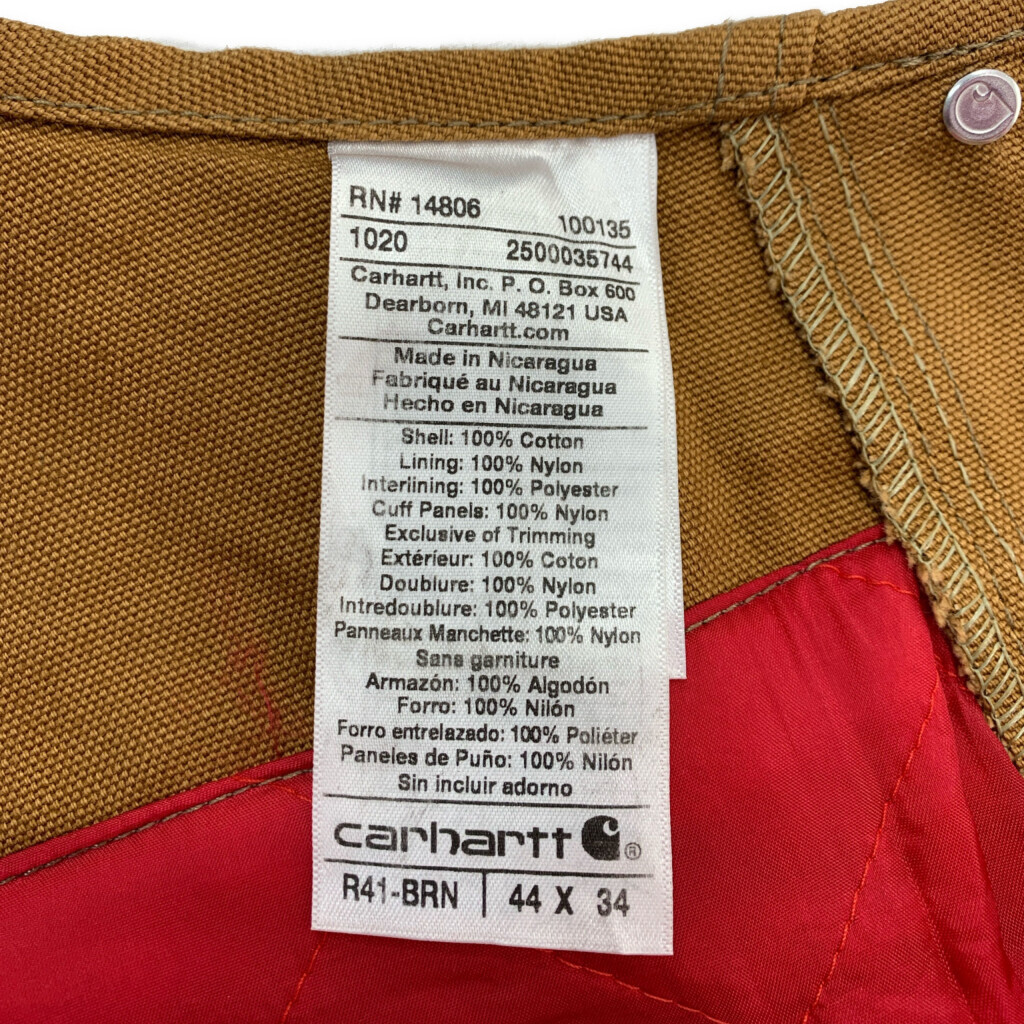 RN# 14806 100135
1020 2500035744
Carhartt, Inc. P. O. Box 600
Dearborn, MI 48121 USA
Carhartt.com
Made in Nicaragua
Fabriqué au Nicaragua
Hecho en Nicaragua
Shell: 100% Cotton
Lining: 100% Nylon
Interlining: 100% Polyester
Cuff Panels: 100% Nylon
Exclusive of Trimming
Extérieur: 100% Coton
Doublure: 100% Nylon
Intredoublure: 100% Polyester
Panneaux Manchette: 100% Nylon
Sans garniture
Armazón: 100% Algodón
Forro: 100% Nilón
Forro entrelazado: 100% Poliéter
Paneles de Puño: 100% Nilón
Sin incluir adorno
carhartt ®
R41-BRN | 44 X 34